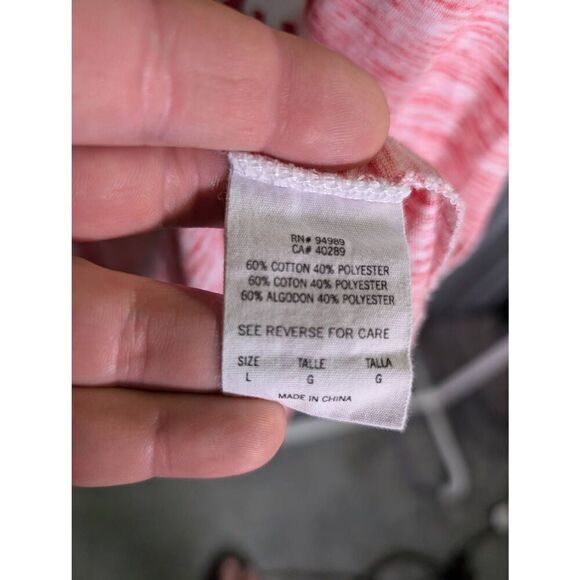 RN# 94989
CA# 40289
60% COTTON 40% POLYESTER
60% COTON 40% POLYESTER
60% ALGODON 40% POLYESTER
SEE REVERSE FOR CARE
SIZE TALLE TALLA
L G G
MADE IN CHINA